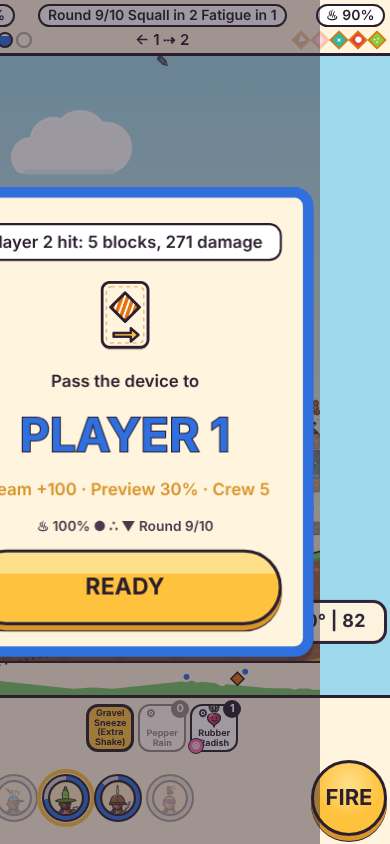 %
Round 9/10 Squall in 2 Fatigue in 1
♨ 90%
← 1 ⇢ 2
layer 2 hit: 5 blocks, 271 damage
Pass the device to
PLAYER 1
eam +100 · Preview 30% · Crew 5
♨ 100% ● ∴ ▼ Round 9/10
READY
0° | 82
Gravel Sneeze (Extra Shake)
0
Pepper Rain
1
Rubber Radish
FIRE